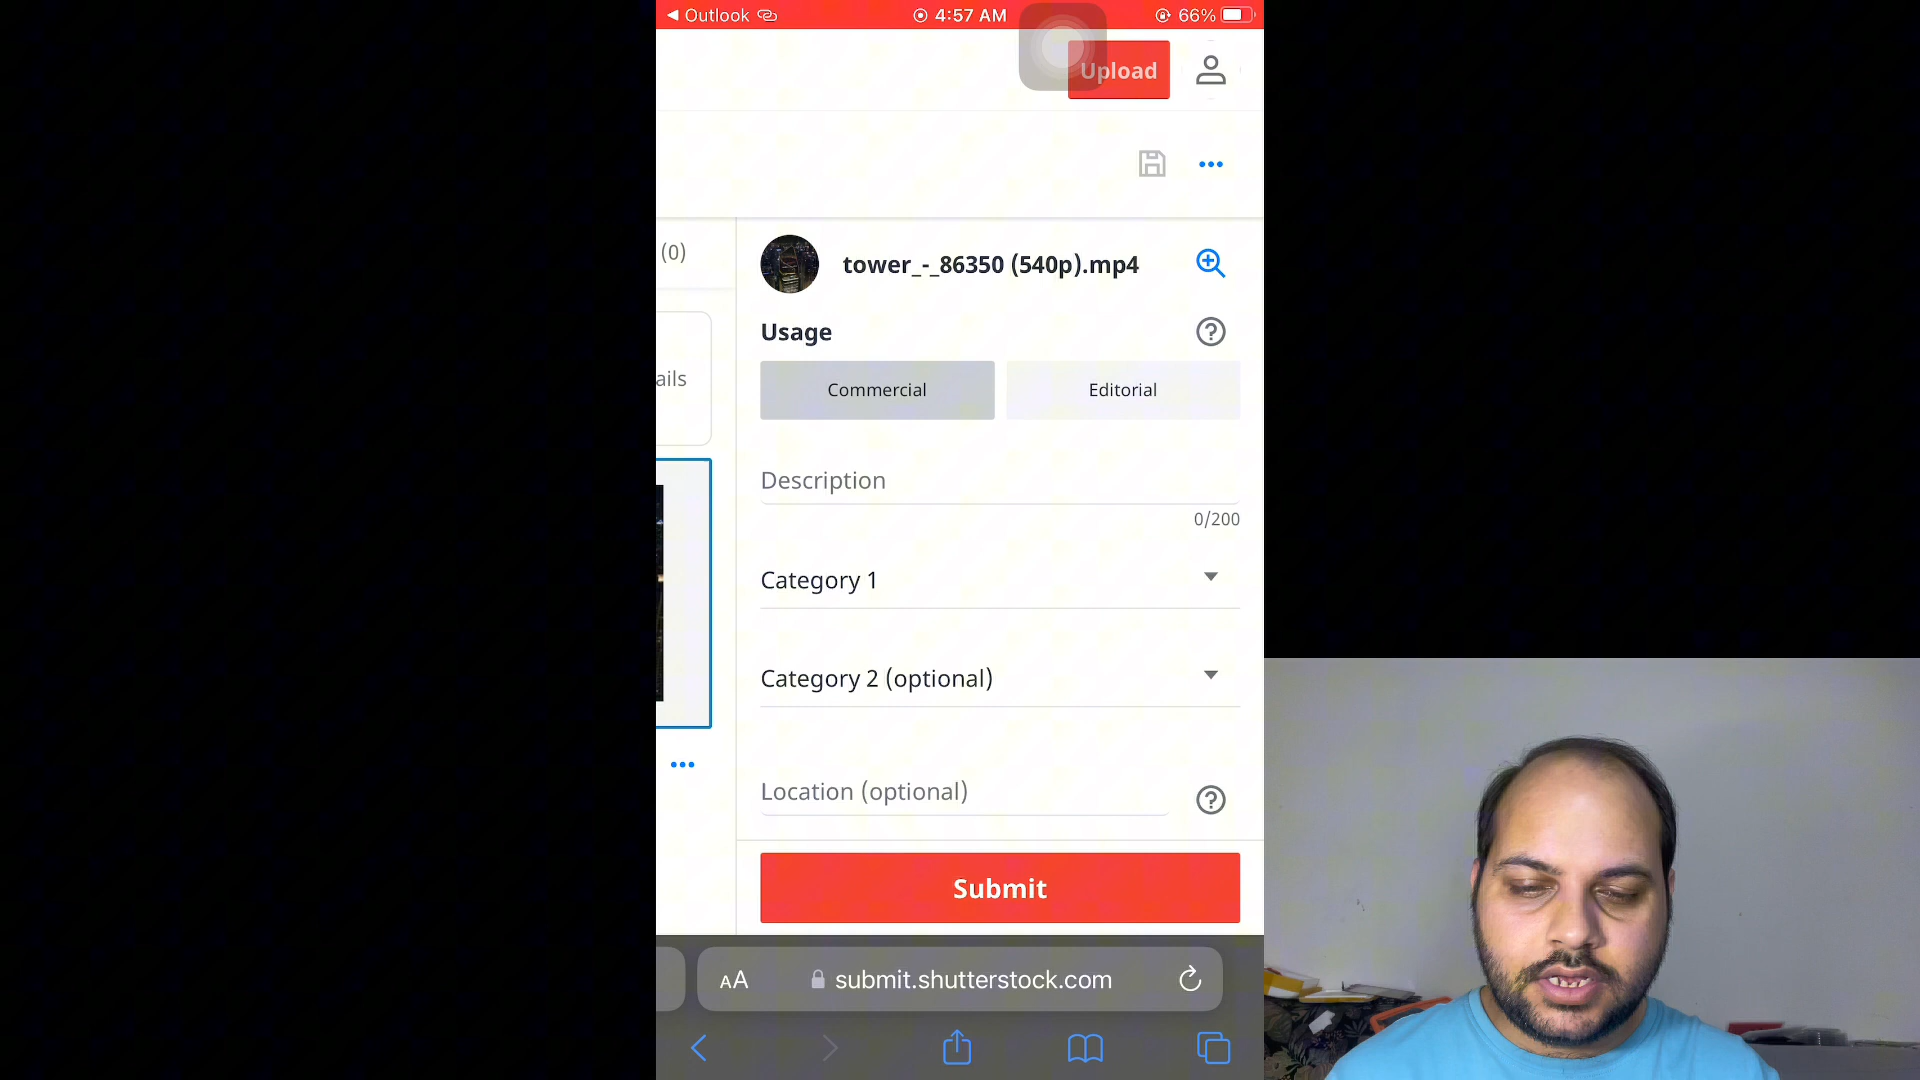 Outlook
4:57 AM
66%
Upload
(0)
tower_-_86350 (540p).mp4
Usage
ails
Commercial
Editorial
Description
0/200
Category 1
Category 2 (optional)
Location (optional)
Submit
AA
submit.shutterstock.com